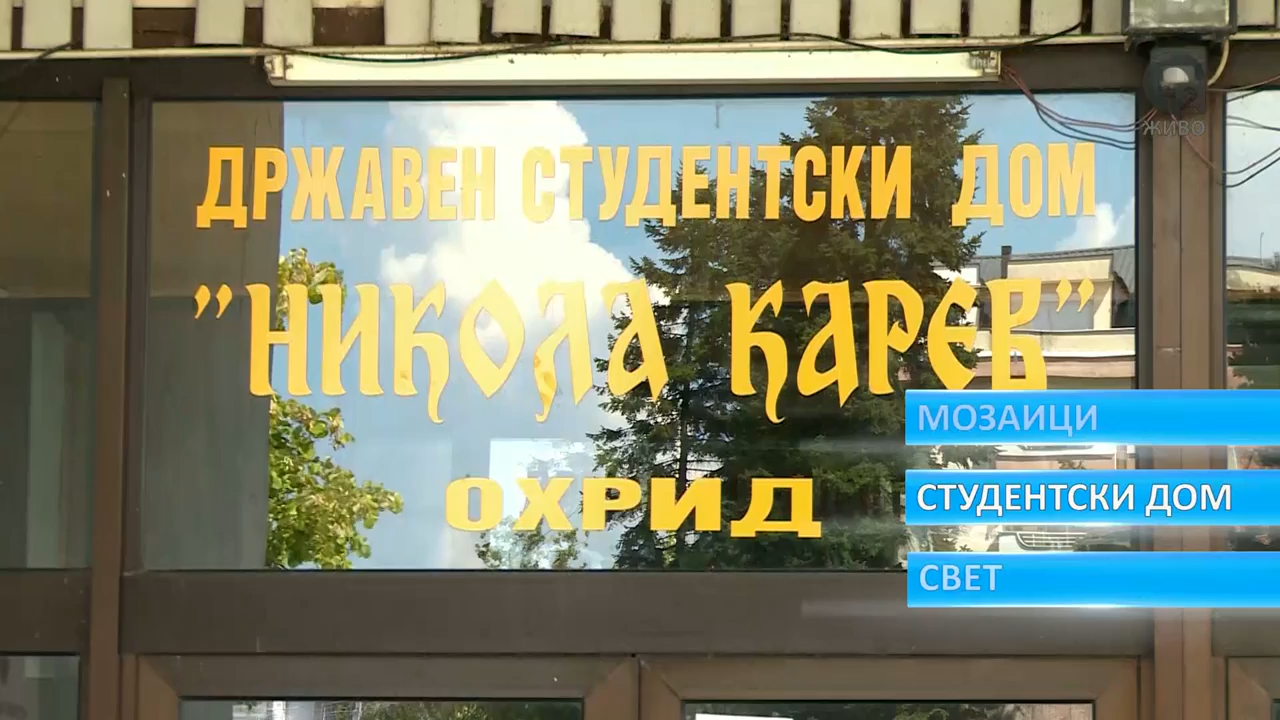 ЖИВО
ДРЖАВЕН СТУДЕНТСКИ ДОМ
"НИКОЛА КАРЕВ"
ОХРИД
МОЗАИЦИ
СТУДЕНТСКИ ДОМ
СВЕТ